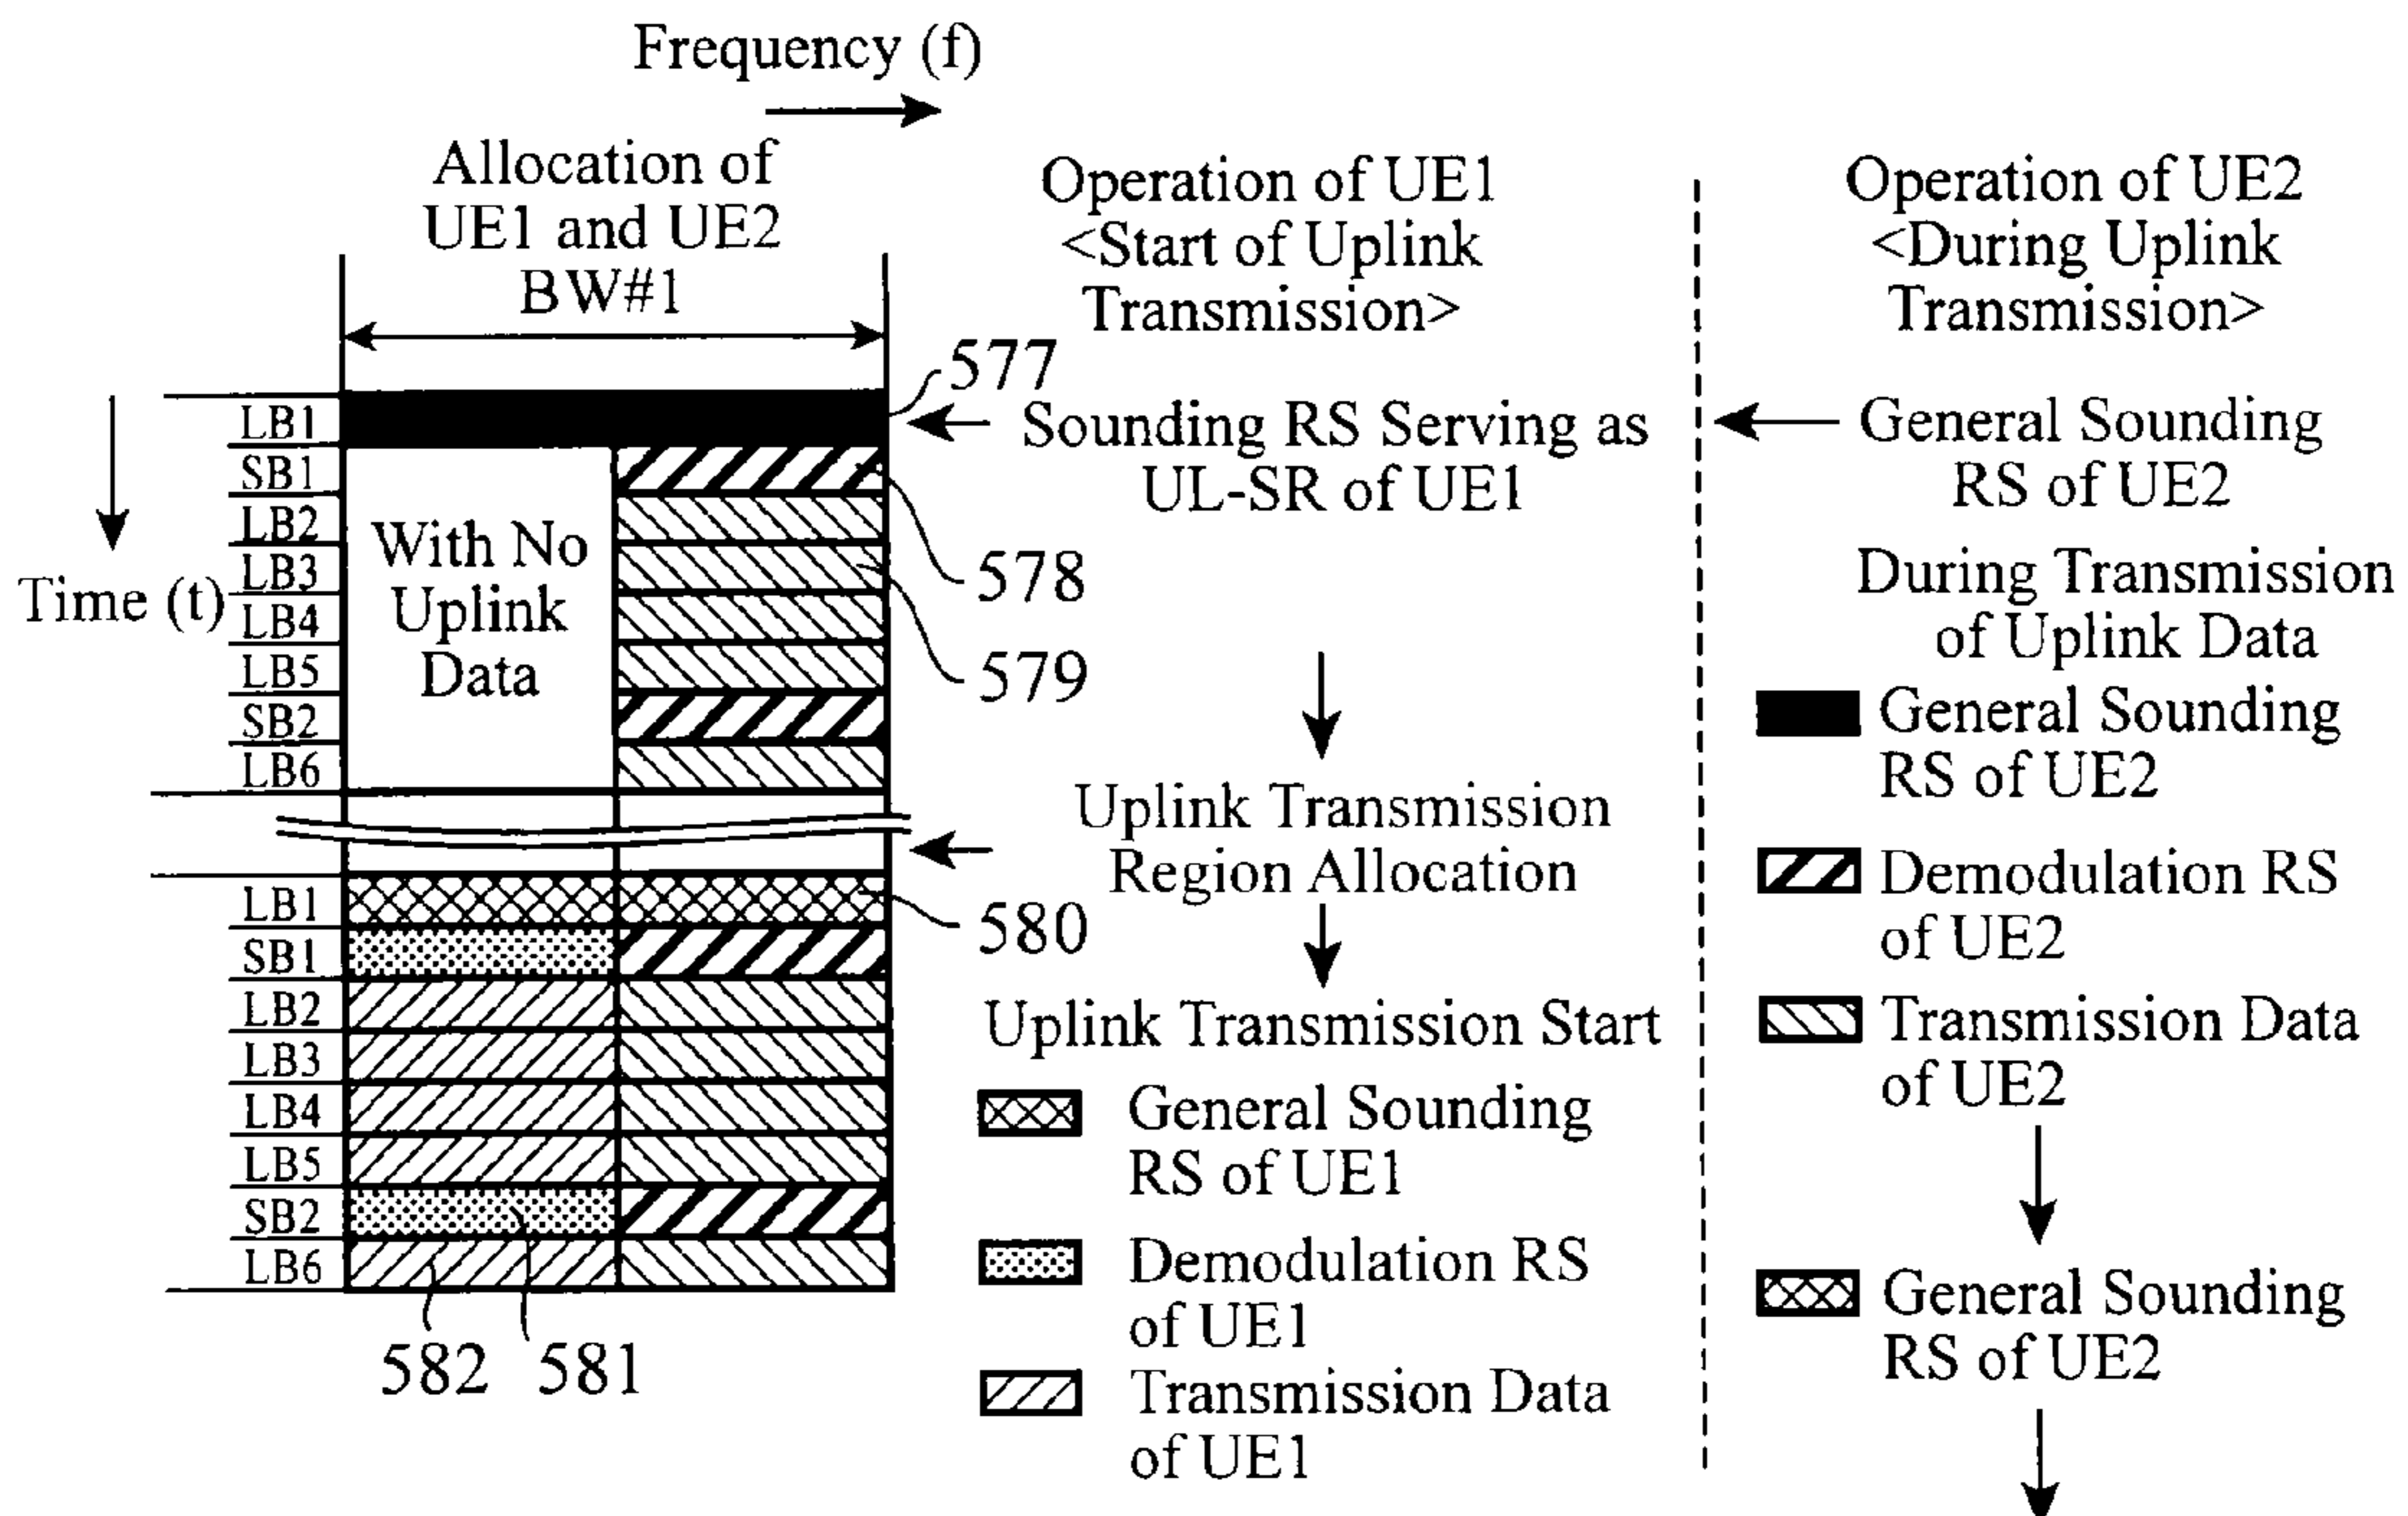 Frequency (f)
Allocation of
UE1 and UE2
BW#1
Time (t)
LB1
SB1
LB2
LB3
LB4
LB5
SB2
LB6
With No
Uplink
Data
LB1
SB1
LB2
LB3
LB4
LB5
SB2
LB6
577
578
579
580
582
581
Operation of UE1
<Start of Uplink
Transmission>
Sounding RS Serving as
UL-SR of UE1
Uplink Transmission
Region Allocation
Uplink Transmission Start
General Sounding
RS of UE1
Demodulation RS
of UE1
Transmission Data
of UE1
Operation of UE2
<During Uplink
Transmission>
General Sounding
RS of UE2
During Transmission
of Uplink Data
General Sounding
RS of UE2
Demodulation RS
of UE2
Transmission Data
of UE2
General Sounding
RS of UE2